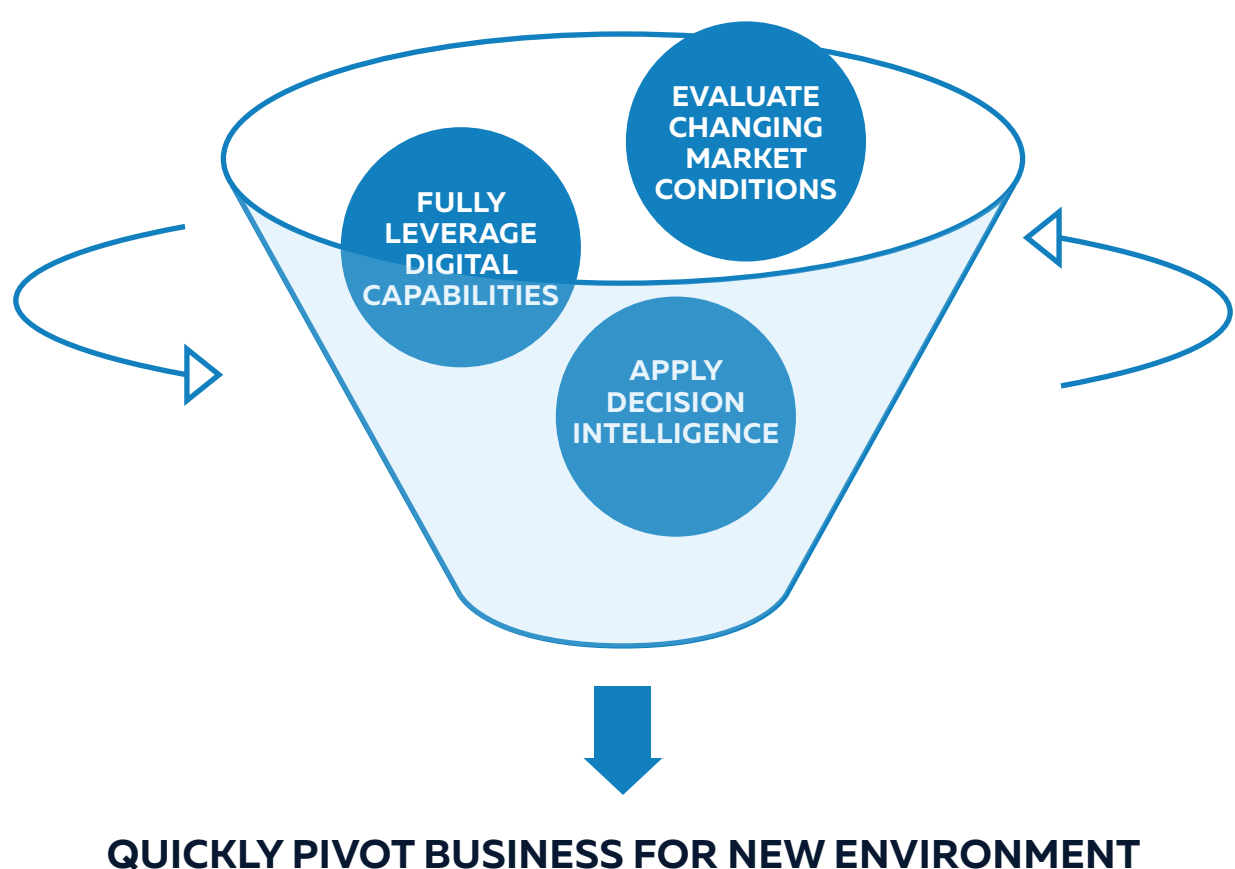 EVALUATE
CHANGING
MARKET
CONDITIONS
FULLY
LEVERAGE
DIGITAL
CAPABILITIES
APPLY
DECISION
INTELLIGENCE
QUICKLY PIVOT BUSINESS FOR NEW ENVIRONMENT